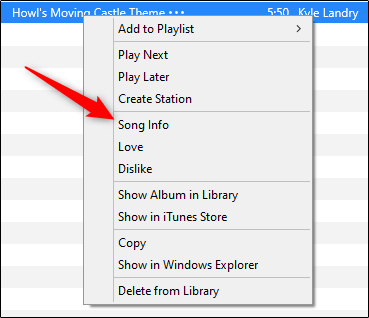 Howl's Moving Castle Theme ••• 5:50 Kyle Landry
Add to Playlist >
Play Next
Play Later
Create Station
Song Info
Love
Dislike
Show Album in Library
Show in iTunes Store
Copy
Show in Windows Explorer
Delete from Library